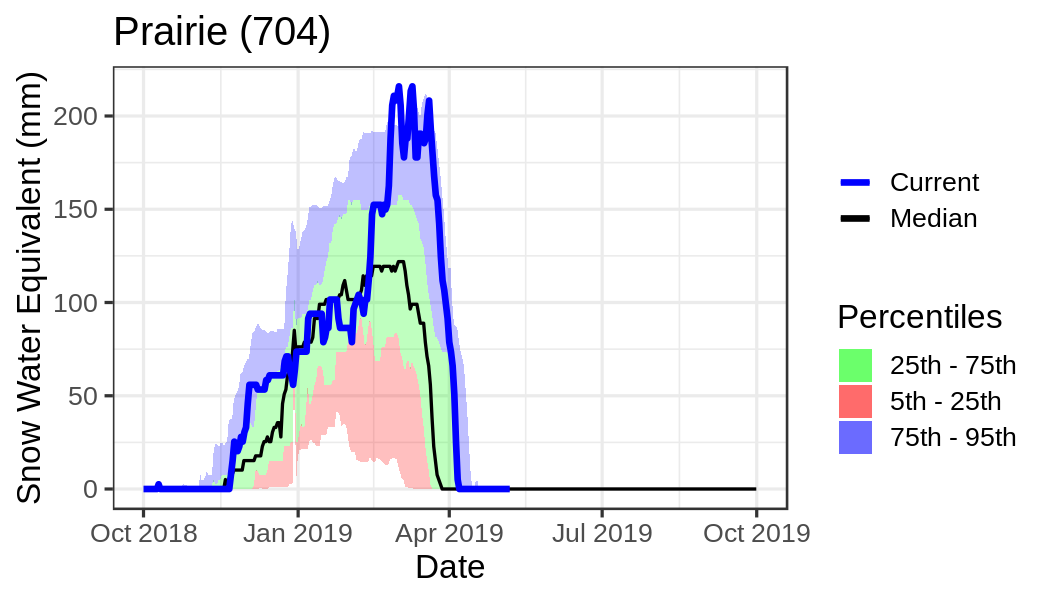 Prairie (704)
Snow Water Equivalent (mm)
200
150
100
50
0
Oct 2018 Jan 2019 Apr 2019 Jul 2019 Oct 2019
Date
Current
Median
Percentiles
25th - 75th
5th - 25th
75th - 95th